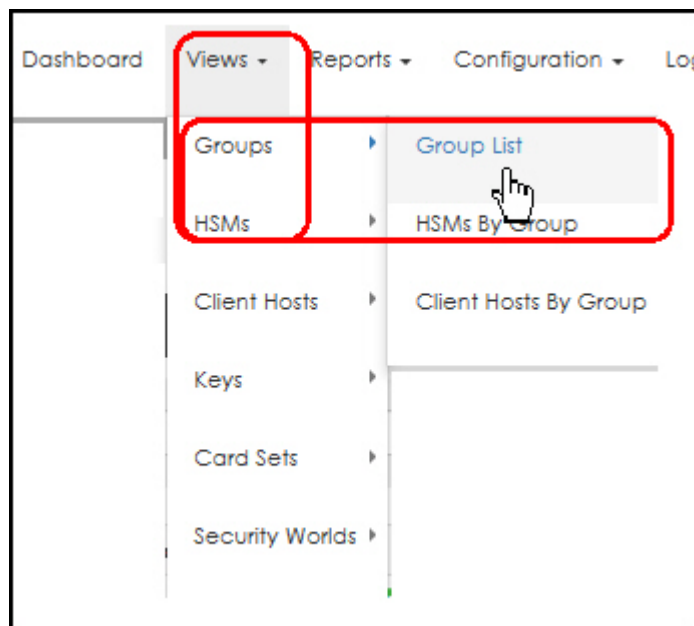 Dashboard Views Reports Configuration
Groups Group List
HSMs HSMs By Group
Client Hosts Client Hosts By Group
Keys
Card Sets
Security Worlds